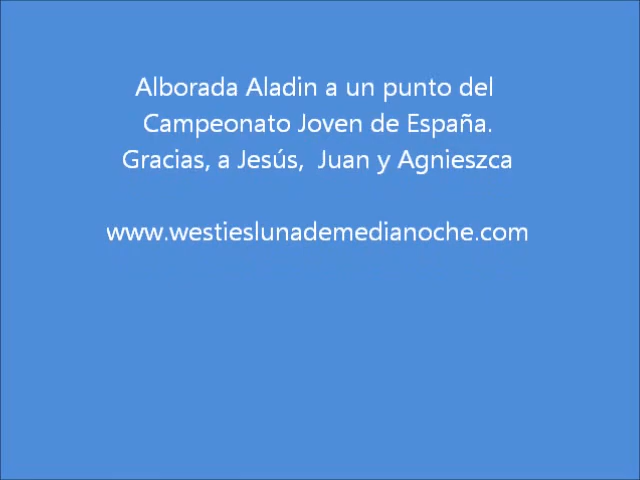 Alborada Aladin a un punto del
Campeonato Joven de España.
Gracias, a Jesús, Juan y Agnieszca
www.westieslunademedianoche.com